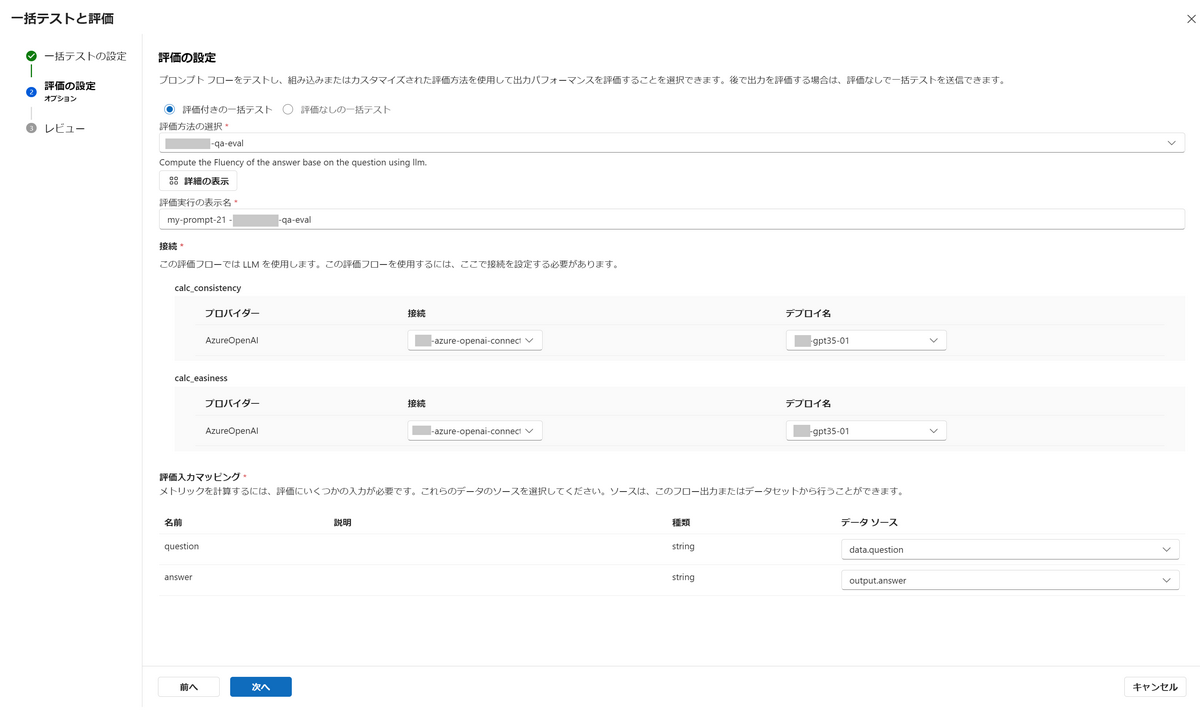 一括テストと評価
一括テストの設定
2
評価の設定
オプション
3
レビュー
評価の設定
プロンプト フローをテストし、組み込みまたはカスタマイズされた評価方法を使用して出力パフォーマンスを評価することを選択できます。後で出力を評価する場合は、評価なしで一括テストを送信できます。
評価付きの一括テスト 評価なしの一括テスト
評価方法の選択 *
-qa-eval
Compute the Fluency of the answer base on the question using llm.
詳細の表示
評価実行の表示名 *
my-prompt-21 - -qa-eval
接続 *
この評価フローでは LLM を使用します。この評価フローを使用するには、ここで接続を設定する必要があります。
calc_consistency
プロバイダー 接続 デプロイ名
AzureOpenAI -azure-openai-connect -gpt35-01
calc_easiness
プロバイダー 接続 デプロイ名
AzureOpenAI -azure-openai-connect -gpt35-01
評価入力マッピング *
メトリックを計算するには、評価にいくつかの入力が必要です。これらのデータのソースを選択してください。ソースは、このフロー出力またはデータセットから行うことができます。
名前 説明 種類 データ ソース
question string data.question
answer string output.answer
前へ 次へ キャンセル